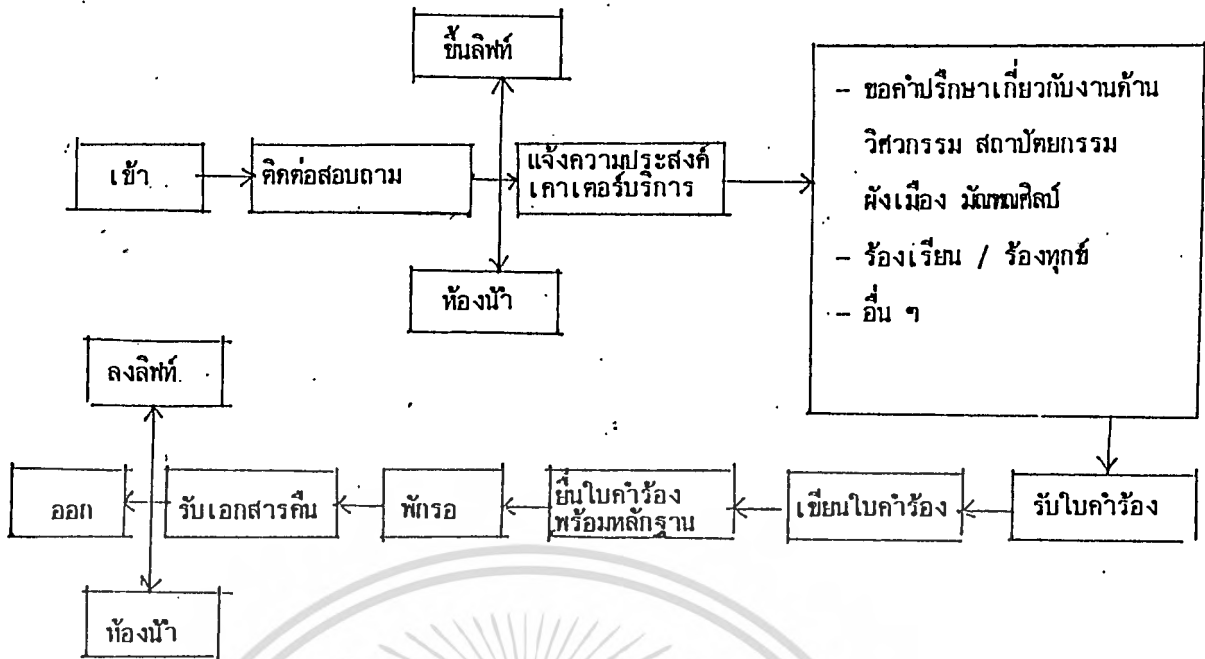 ขึ้นลิฟท์
เข้า
ติดต่อสอบถาม
แจ้งความประสงค์
เคาเตอร์บริการ
ห้องน้ำ
- ขอคำปรึกษาเกี่ยวกับงานด้าน
วิศวกรรม สถาปัตยกรรม
ผังเมือง มัณฑณศิลป์
- ร้องเรียน / ร้องทุกข์
- อื่น ๆ
รับใบคำร้อง
เขียนใบคำร้อง
ยื่นใบคำร้อง
พร้อมหลักฐาน
พักรอ
รับเอกสารคืน
ลงลิฟท์
ออก
ห้องน้ำ